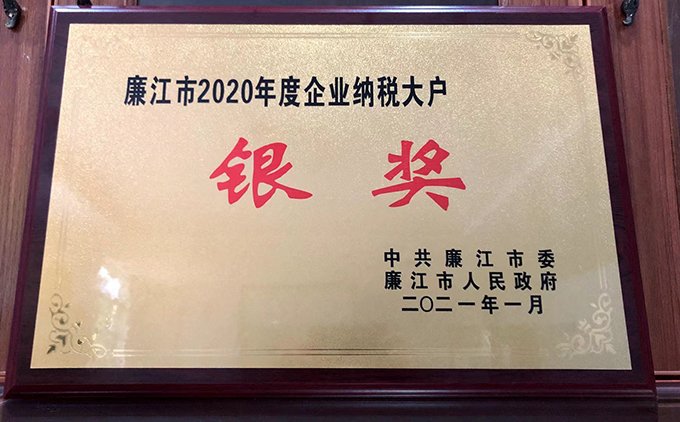 廉江市2020年度企业纳税大户
银奖
中共廉江市委
廉江市人民政府
二〇二一年一月